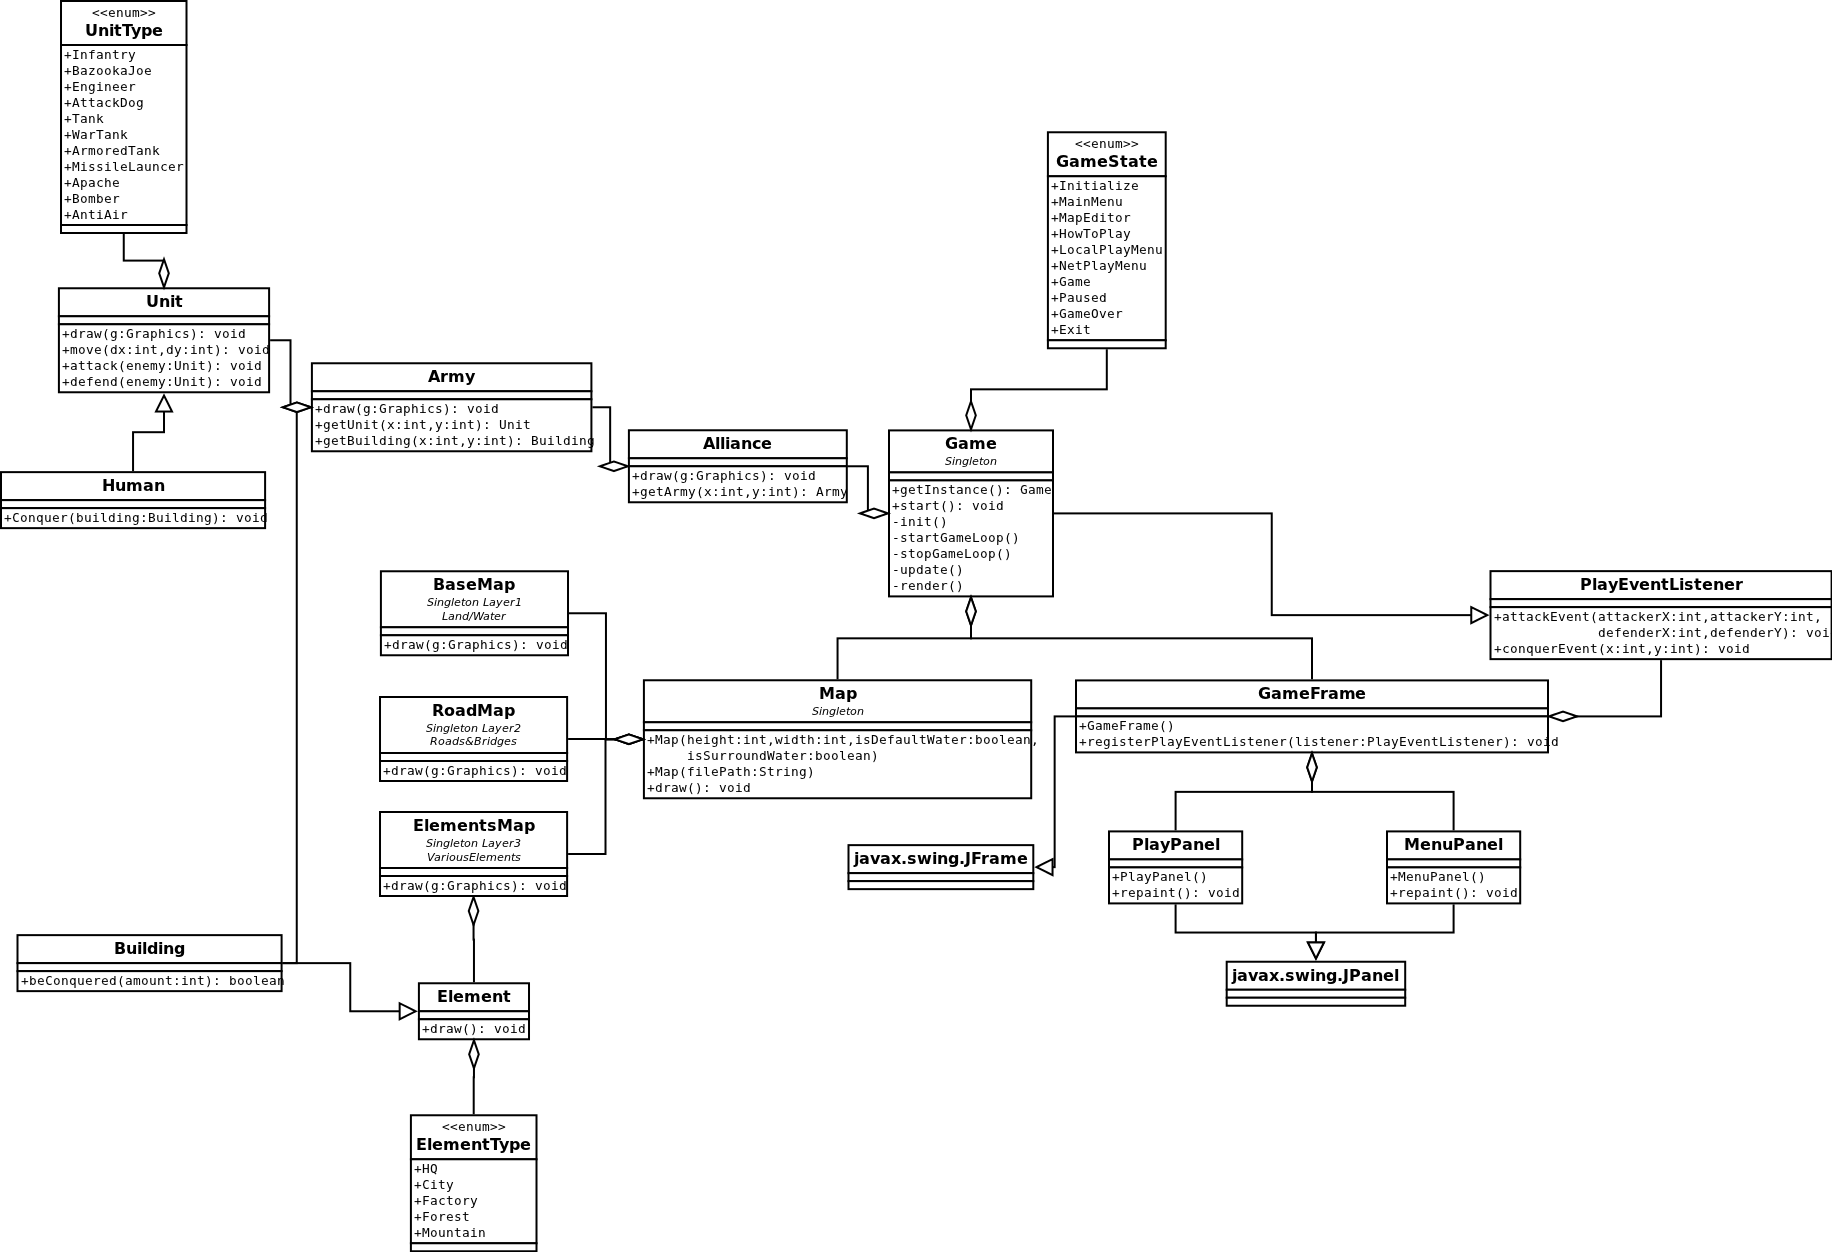 <<enum>>
UnitType
+Infantry
+BazookaJoe
+Engineer
+AttackDog
+Tank
+WarTank
+ArmoredTank
+MissileLauncer
+Apache
+Bomber
+AntiAir
<<enum>>
GameState
+Initialize
+MainMenu
+MapEditor
+HowToPlay
+LocalPlayMenu
+NetPlayMenu
+Game
+Paused
+GameOver
+Exit
Unit
+draw(g:Graphics): void
+move(dx:int,dy:int): void
+attack(enemy:Unit): void
+defend(enemy:Unit): void
Army
+draw(g:Graphics): void
+getUnit(x:int,y:int): Unit
+getBuilding(x:int,y:int): Building
Alliance
+draw(g:Graphics): void
+getArmy(x:int,y:int): Army
Game
Singleton
+getInstance(): Game
+start(): void
-init()
-startGameLoop()
-stopGameLoop()
-update()
-render()
Human
+Conquer(building:Building): void
BaseMap
Singleton Layer1
Land/Water
+draw(g:Graphics): void
PlayEventListener
+attackEvent(attackerX:int,attackerY:int,
defenderX:int,defenderY): voi
+conquerEvent(x:int,y:int): void
RoadMap
Singleton Layer2
Roads&Bridges
+draw(g:Graphics): void
Map
Singleton
+Map(height:int,width:int,isDefaultWater:boolean,
isSurroundWater:boolean)
+Map(filePath:String)
+draw(): void
GameFrame
+GameFrame()
+registerPlayEventListener(listener:PlayEventListener): void
ElementsMap
Singleton Layer3
VariousElements
+draw(g:Graphics): void
javax.swing.JFrame
PlayPanel
+PlayPanel()
+repaint(): void
MenuPanel
+MenuPanel()
+repaint(): void
Building
+beConquered(amount:int): boolean
Element
+draw(): void
javax.swing.JPanel
<<enum>>
ElementType
+HQ
+City
+Factory
+Forest
+Mountain